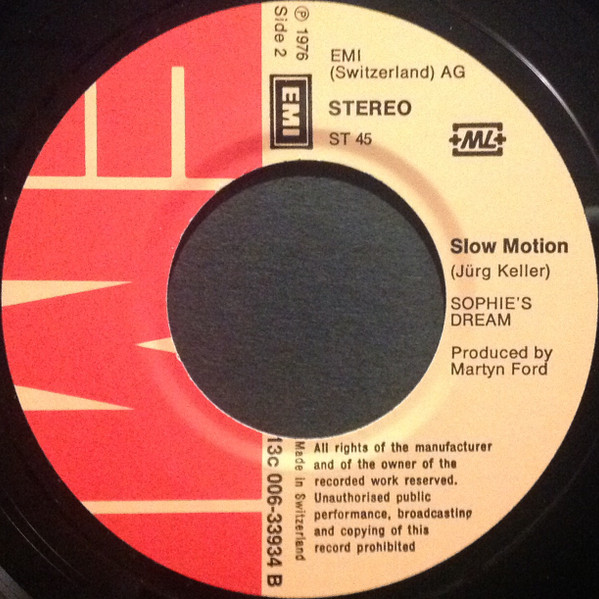 ℗ 1976
Side 2
EMI
EMI
(Switzerland) AG
STEREO
ST 45
ML
Slow Motion
(Jürg Keller)
SOPHIE'S
DREAM
Produced by
Martyn Ford
All rights of the manufacturer
and of the owner of the
recorded work reserved.
Unauthorised public
performance, broadcasting
and copying of this
record prohibited
Made in Switzerland
13c 006-33934 B